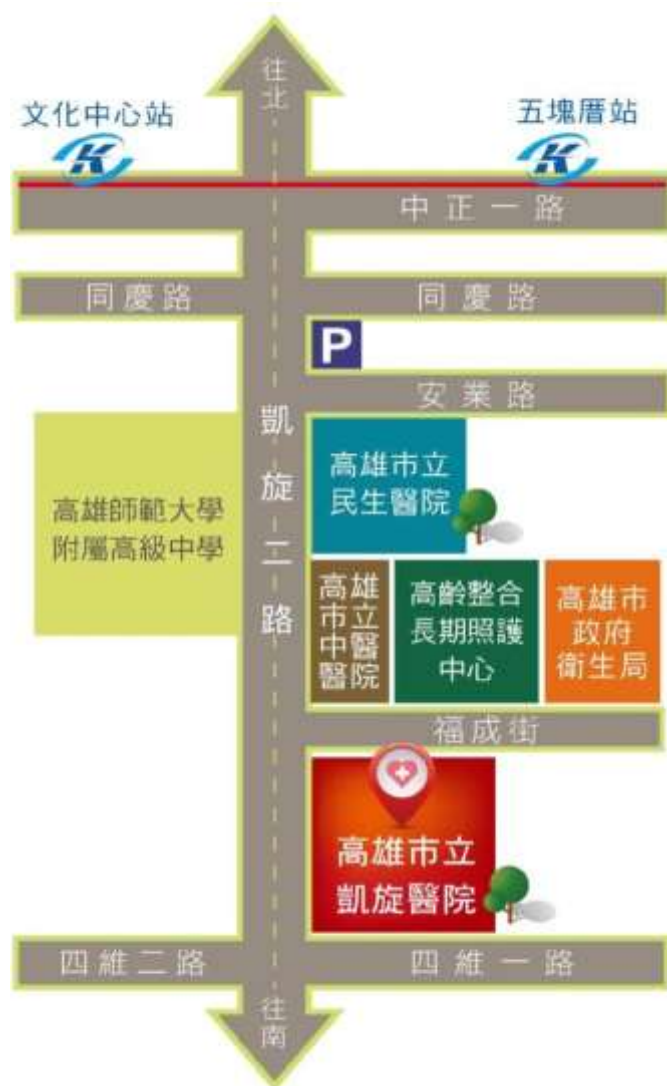 往北
文化中心站
五塊厝站
K
K
中正一路
同慶路
同慶路
P
安業路
凱旋二路
高雄市立
民生醫院
高雄師範大學
附屬高級中學
高雄
市立
中醫
醫院
高齡整合
長期照護
中心
高雄市
政府
衛生局
福成街
高雄市立
凱旋醫院
四維二路
四維一路
往南